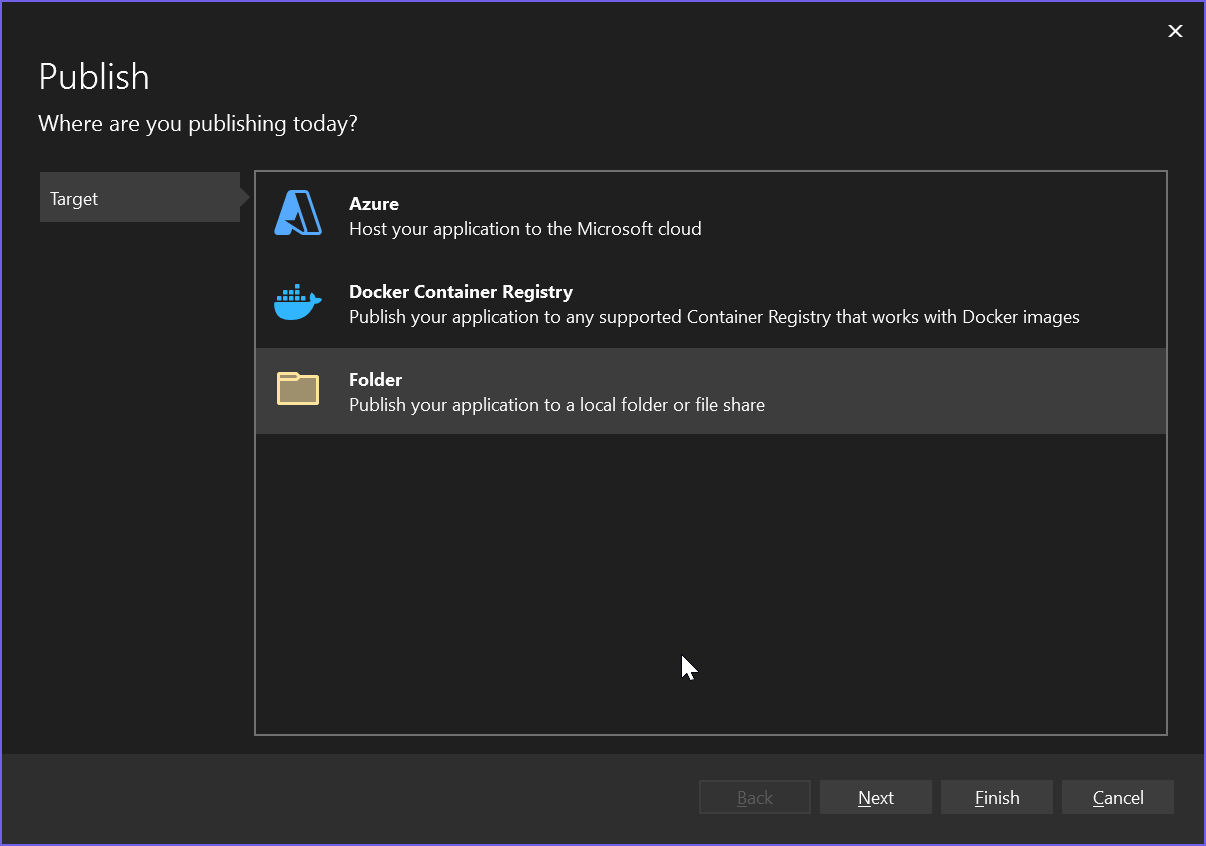 Publish
Where are you publishing today?
Target
Azure
Host your application to the Microsoft cloud
Docker Container Registry
Publish your application to any supported Container Registry that works with Docker images
Folder
Publish your application to a local folder or file share
Back
Next
Finish
Cancel